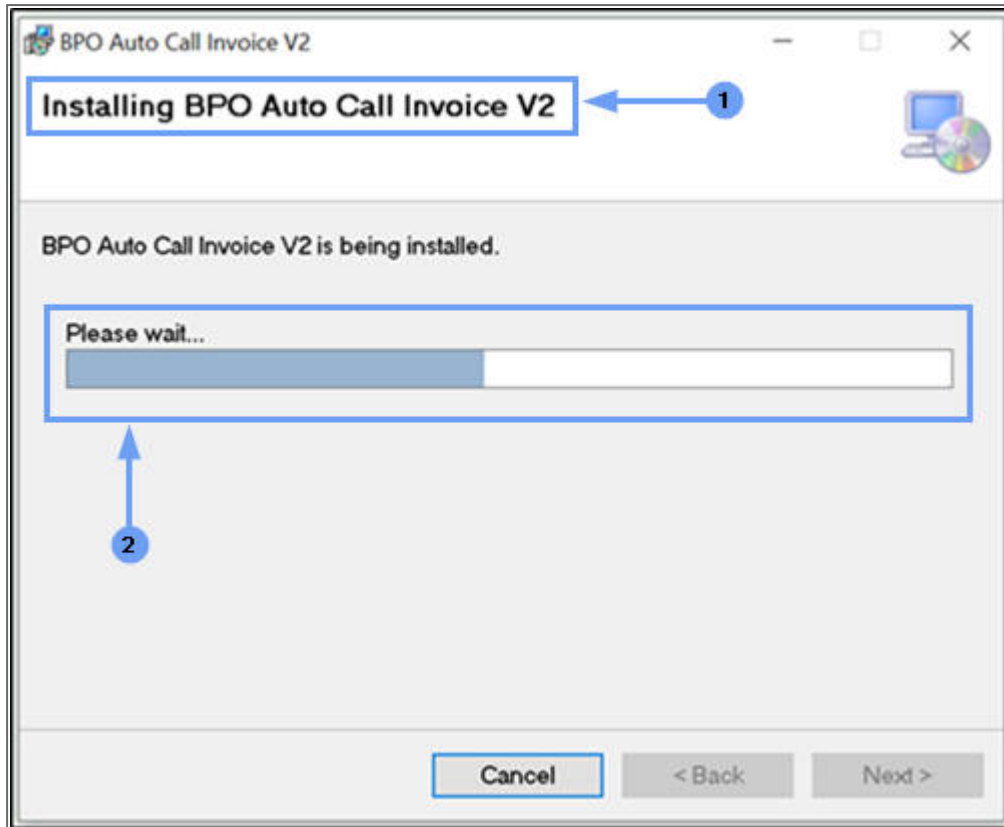 BPO Auto Call Invoice V2
Installing BPO Auto Call Invoice V2
1
BPO Auto Call Invoice V2 is being installed.
Please wait...
2
Cancel
< Back
Next >